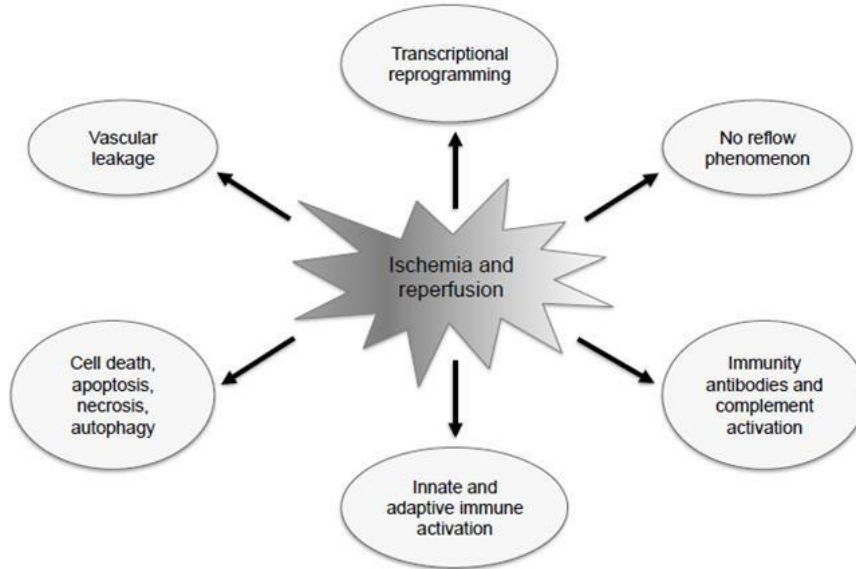 Transcriptional
reprogramming
Vascular
leakage
No reflow
phenomenon
Ischemia and
reperfusion
Cell death,
apoptosis,
necrosis,
autophagy
Immunity
antibodies and
complement
activation
Innate and
adaptive immune
activation